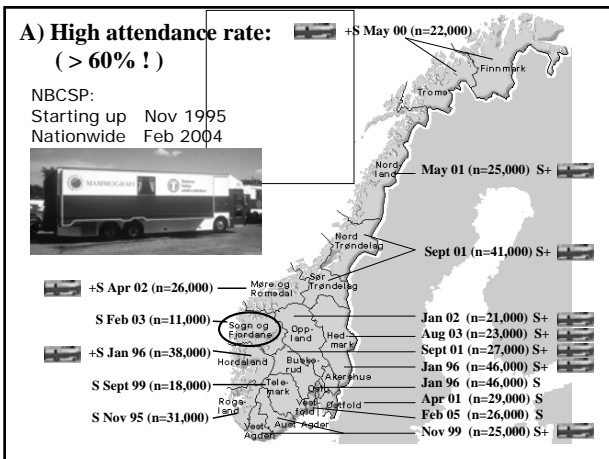 A) High attendance rate:
( > 60% ! )
+S May 00 (n=22,000)
NBCSP:
Starting up Nov 1995
Nationwide Feb 2004
MAMMOGRAFI
Finnmark
Troms
Nord-
land
May 01 (n=25,000) S+
Nord
Trøndelag
Sept 01 (n=41,000) S+
Sør
Trøndelag
+S Apr 02 (n=26,000)
Møre og
Romsdal
S Feb 03 (n=11,000)
Sogn og
Fjordane
Opp-
land
Hed-
mark
Jan 02 (n=21,000) S+
Aug 03 (n=23,000) S+
+S Jan 96 (n=38,000)
Hordaland
Buske-
rud
Sept 01 (n=27,000) S+
Akershus
Jan 96 (n=46,000) S+
S Sept 99 (n=18,000)
Tele-
mark
Oslo
Jan 96 (n=46,000) S
Roga-
land
Vest-
fold
Østfold
Apr 01 (n=29,000) S
S Nov 95 (n=31,000)
Feb 05 (n=26,000) S
Vest
Agder
Aust Agder
Nov 99 (n=25,000) S+